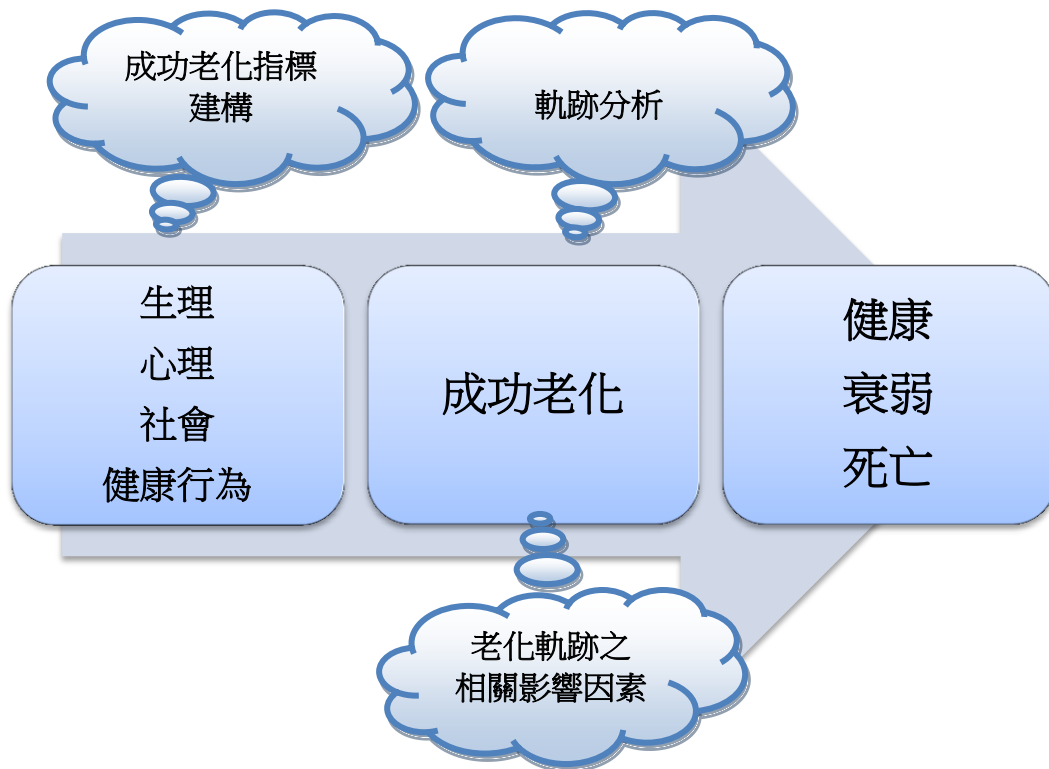 成功老化指標
建構
軌跡分析
生理
心理
社會
健康行為
成功老化
健康
衰弱
死亡
老化軌跡之
相關影響因素